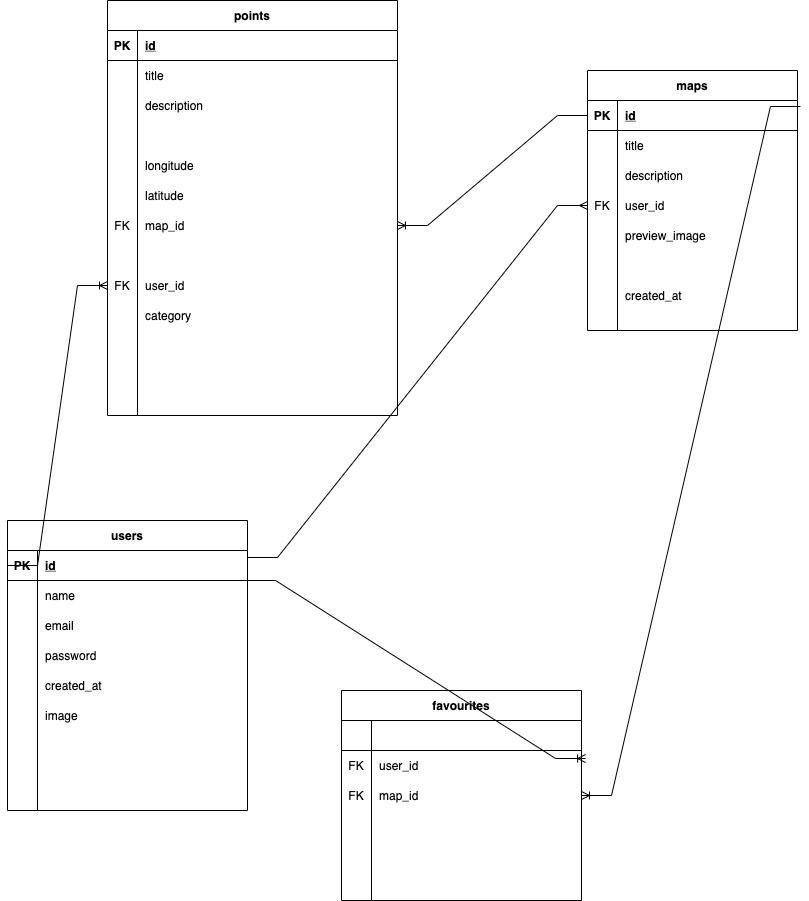 points
PK id
title
description
longitude
latitude
FK map_id
FK user_id
category
maps
PK id
title
description
FK user_id
preview_image
created_at
users
PK id
name
email
password
created_at
image
favourites
FK user_id
FK map_id